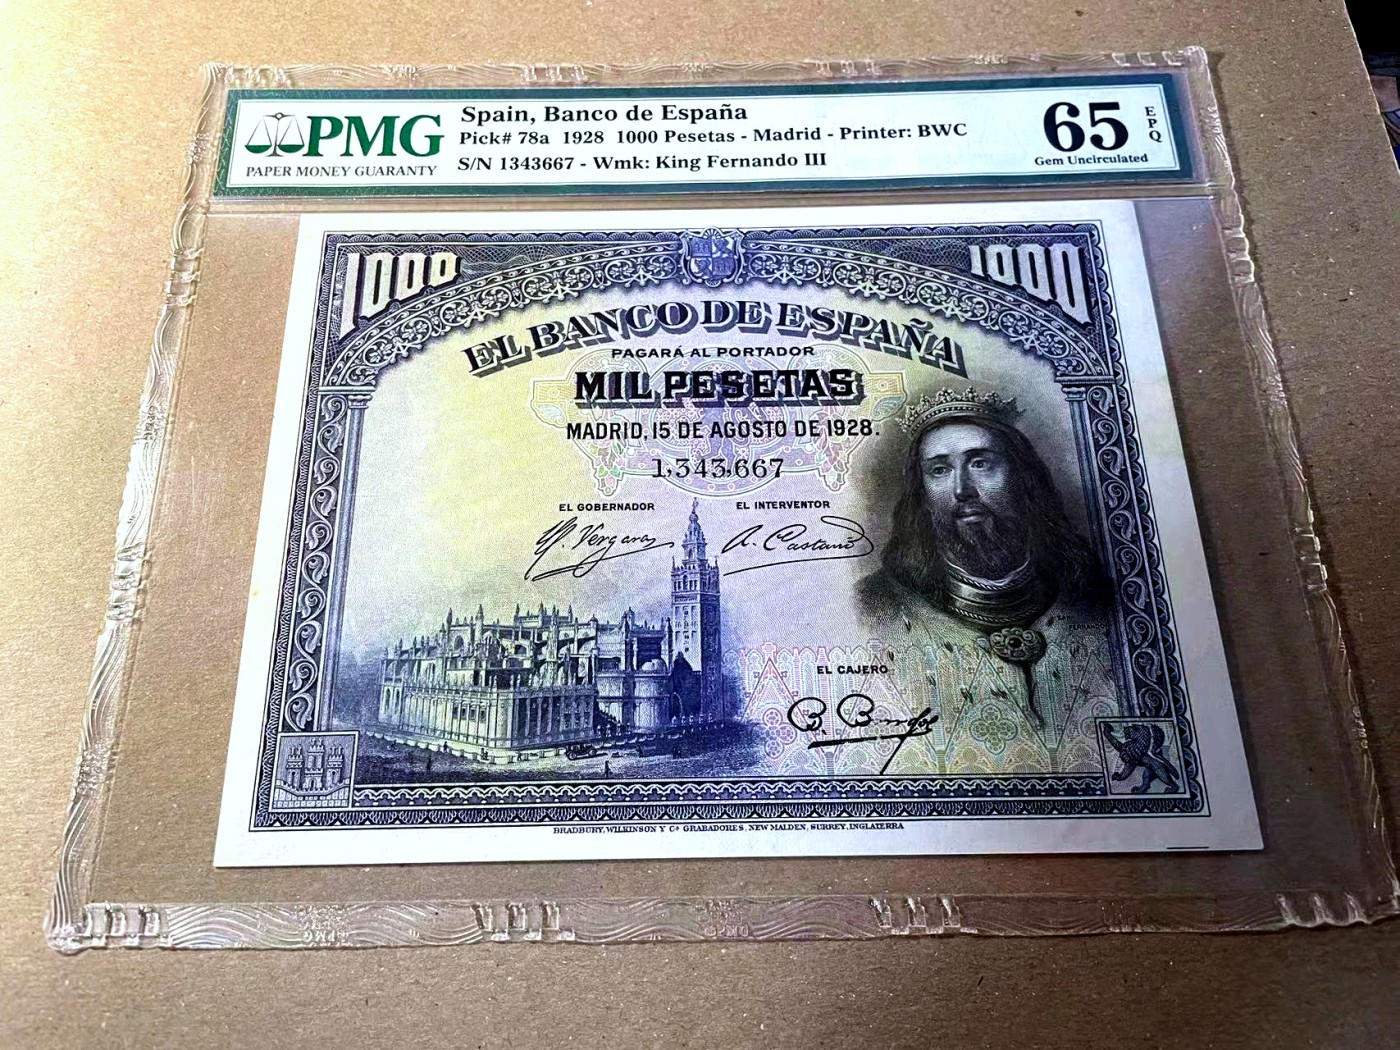 PMG
PAPER MONEY GUARANTY
Spain, Banco de España
Pick# 78a 1928 1000 Pesetas - Madrid - Printer: BWC
S/N 1343667 - Wmk: King Fernando III
65 EPQ
Gem Uncirculated
1000 1000
EL BANCO DE ESPAÑA
PAGARÁ AL PORTADOR
MIL PESETAS
MADRID, 15 DE AGOSTO DE 1928.
1,343,667
EL GOBERNADOR EL INTERVENTOR
EL CAJERO
BRADBURY, WILKINSON Y Cª GRABADORES, NEW MALDEN, SURREY, INGLATERRA
PMG